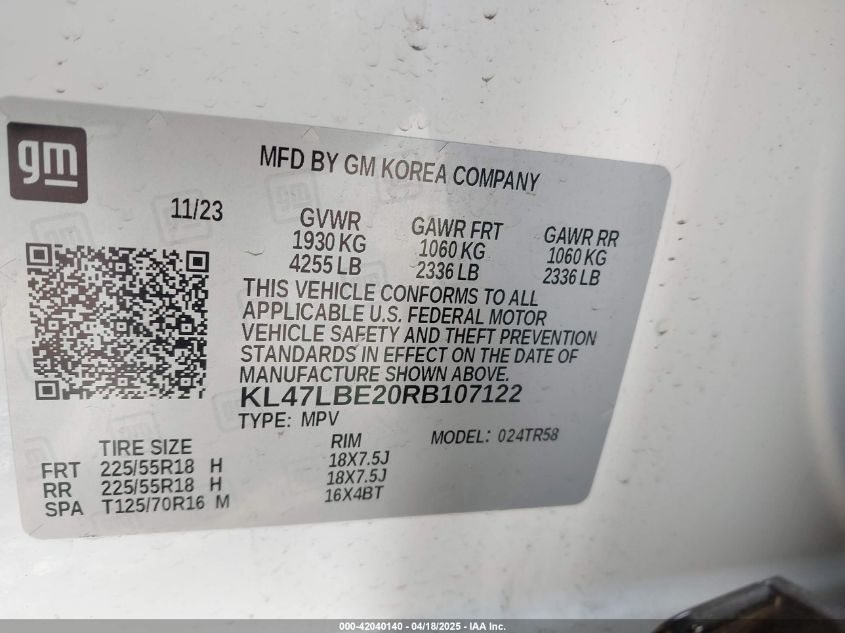 gm
MFD BY GM KOREA COMPANY
11/23
GVWR GAWR FRT GAWR RR
1930 KG 1060 KG 1060 KG
4255 LB 2336 LB 2336 LB
THIS VEHICLE CONFORMS TO ALL
APPLICABLE U.S. FEDERAL MOTOR
VEHICLE SAFETY AND THEFT PREVENTION
STANDARDS IN EFFECT ON THE DATE OF
MANUFACTURE SHOWN ABOVE.
KL47LBE20RB107122
TYPE: MPV MODEL: 024TR58
TIRE SIZE RIM
FRT 225/55R18 H 18X7.5J
RR 225/55R18 H 18X7.5J
SPA T125/70R16 M 16X4BT
000-42040140 - 04/18/2025 - IAA Inc.